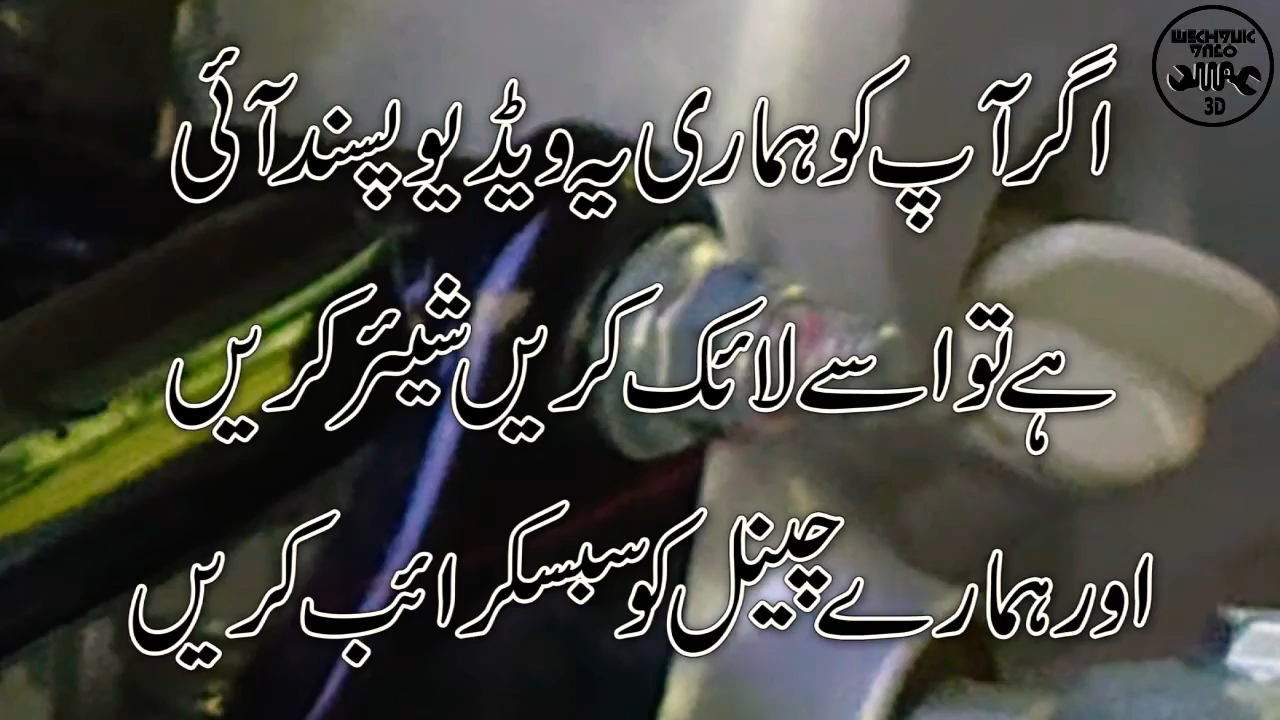 اگر آپ کو ہماری یہ ویڈیو پسند آئی
ہے تو اسے لائک کریں شیئر کریں
اور ہمارے چینل کو سبسکرائب کریں
3D